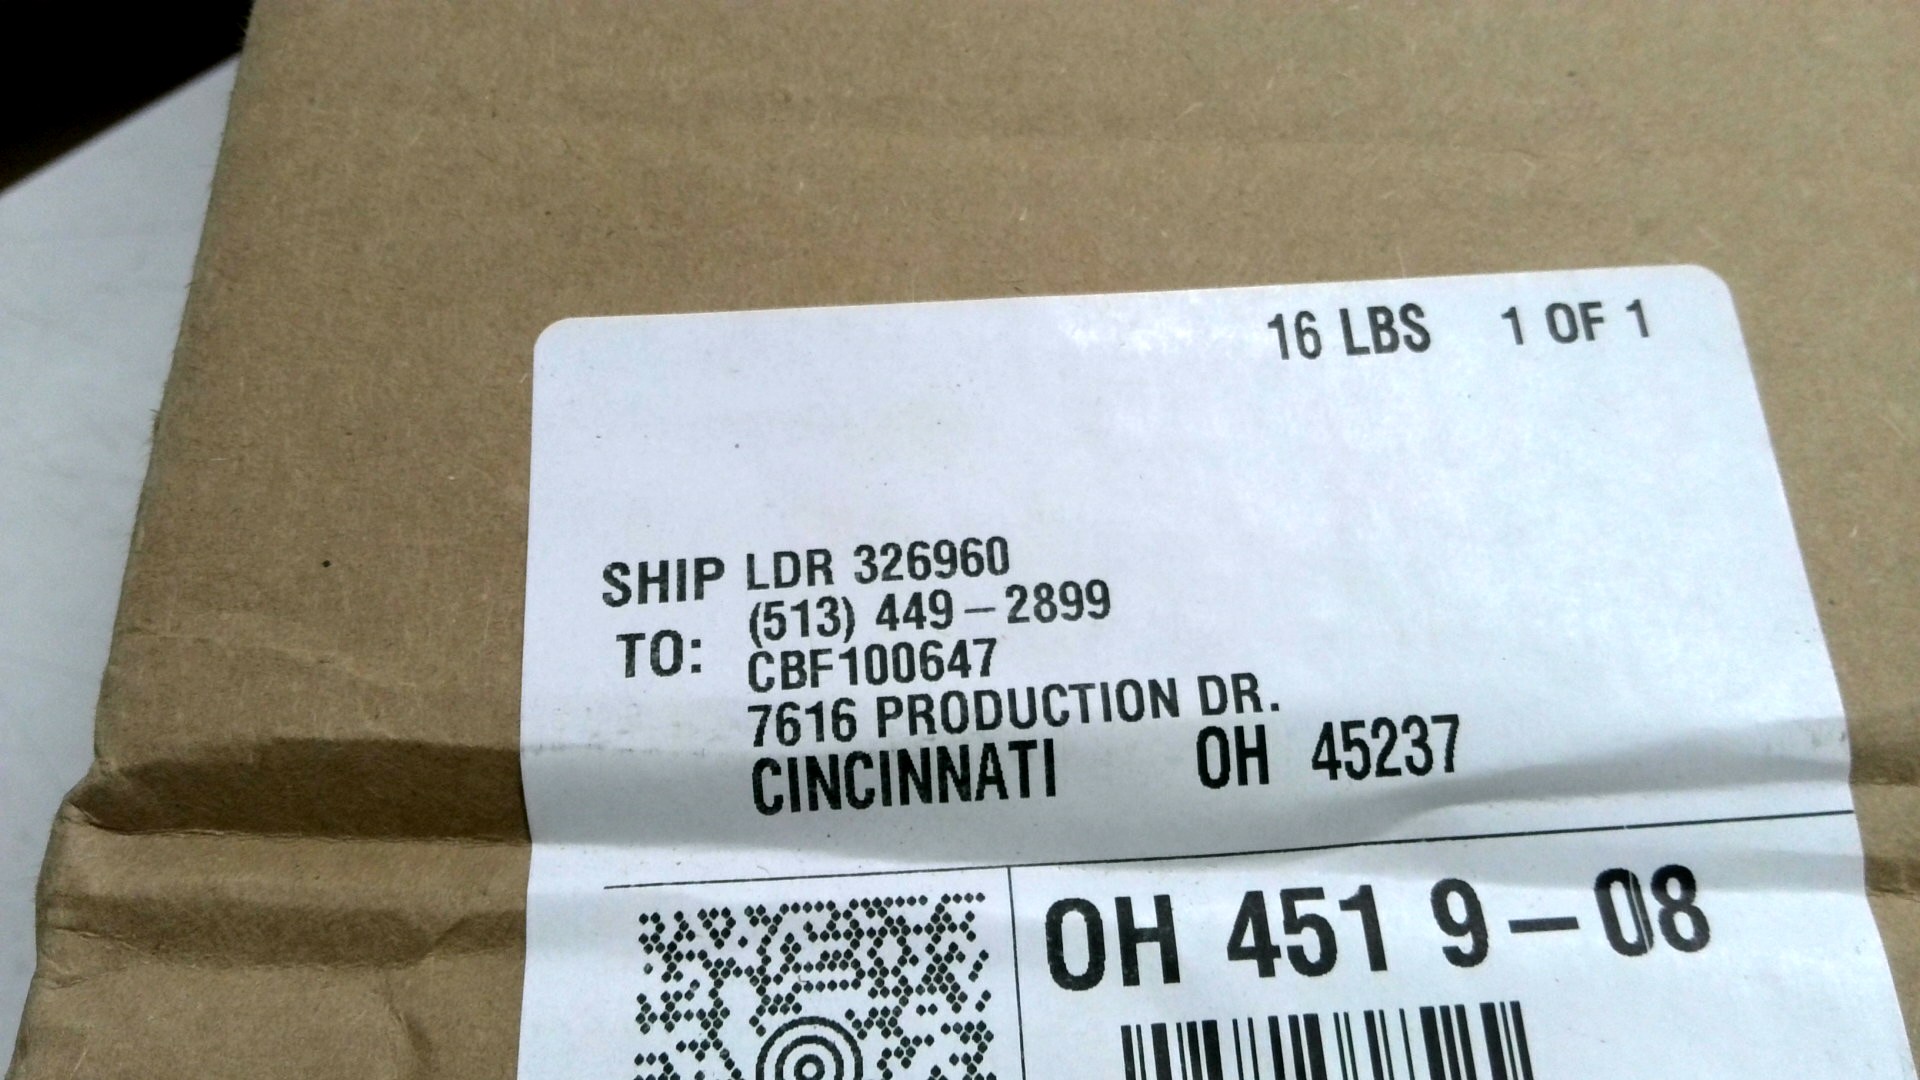 16 LBS 1 OF 1
SHIP TO: LDR 326960
(513) 449-2899
CBF100647
7616 PRODUCTION DR.
CINCINNATI OH 45237
OH 451 9-08